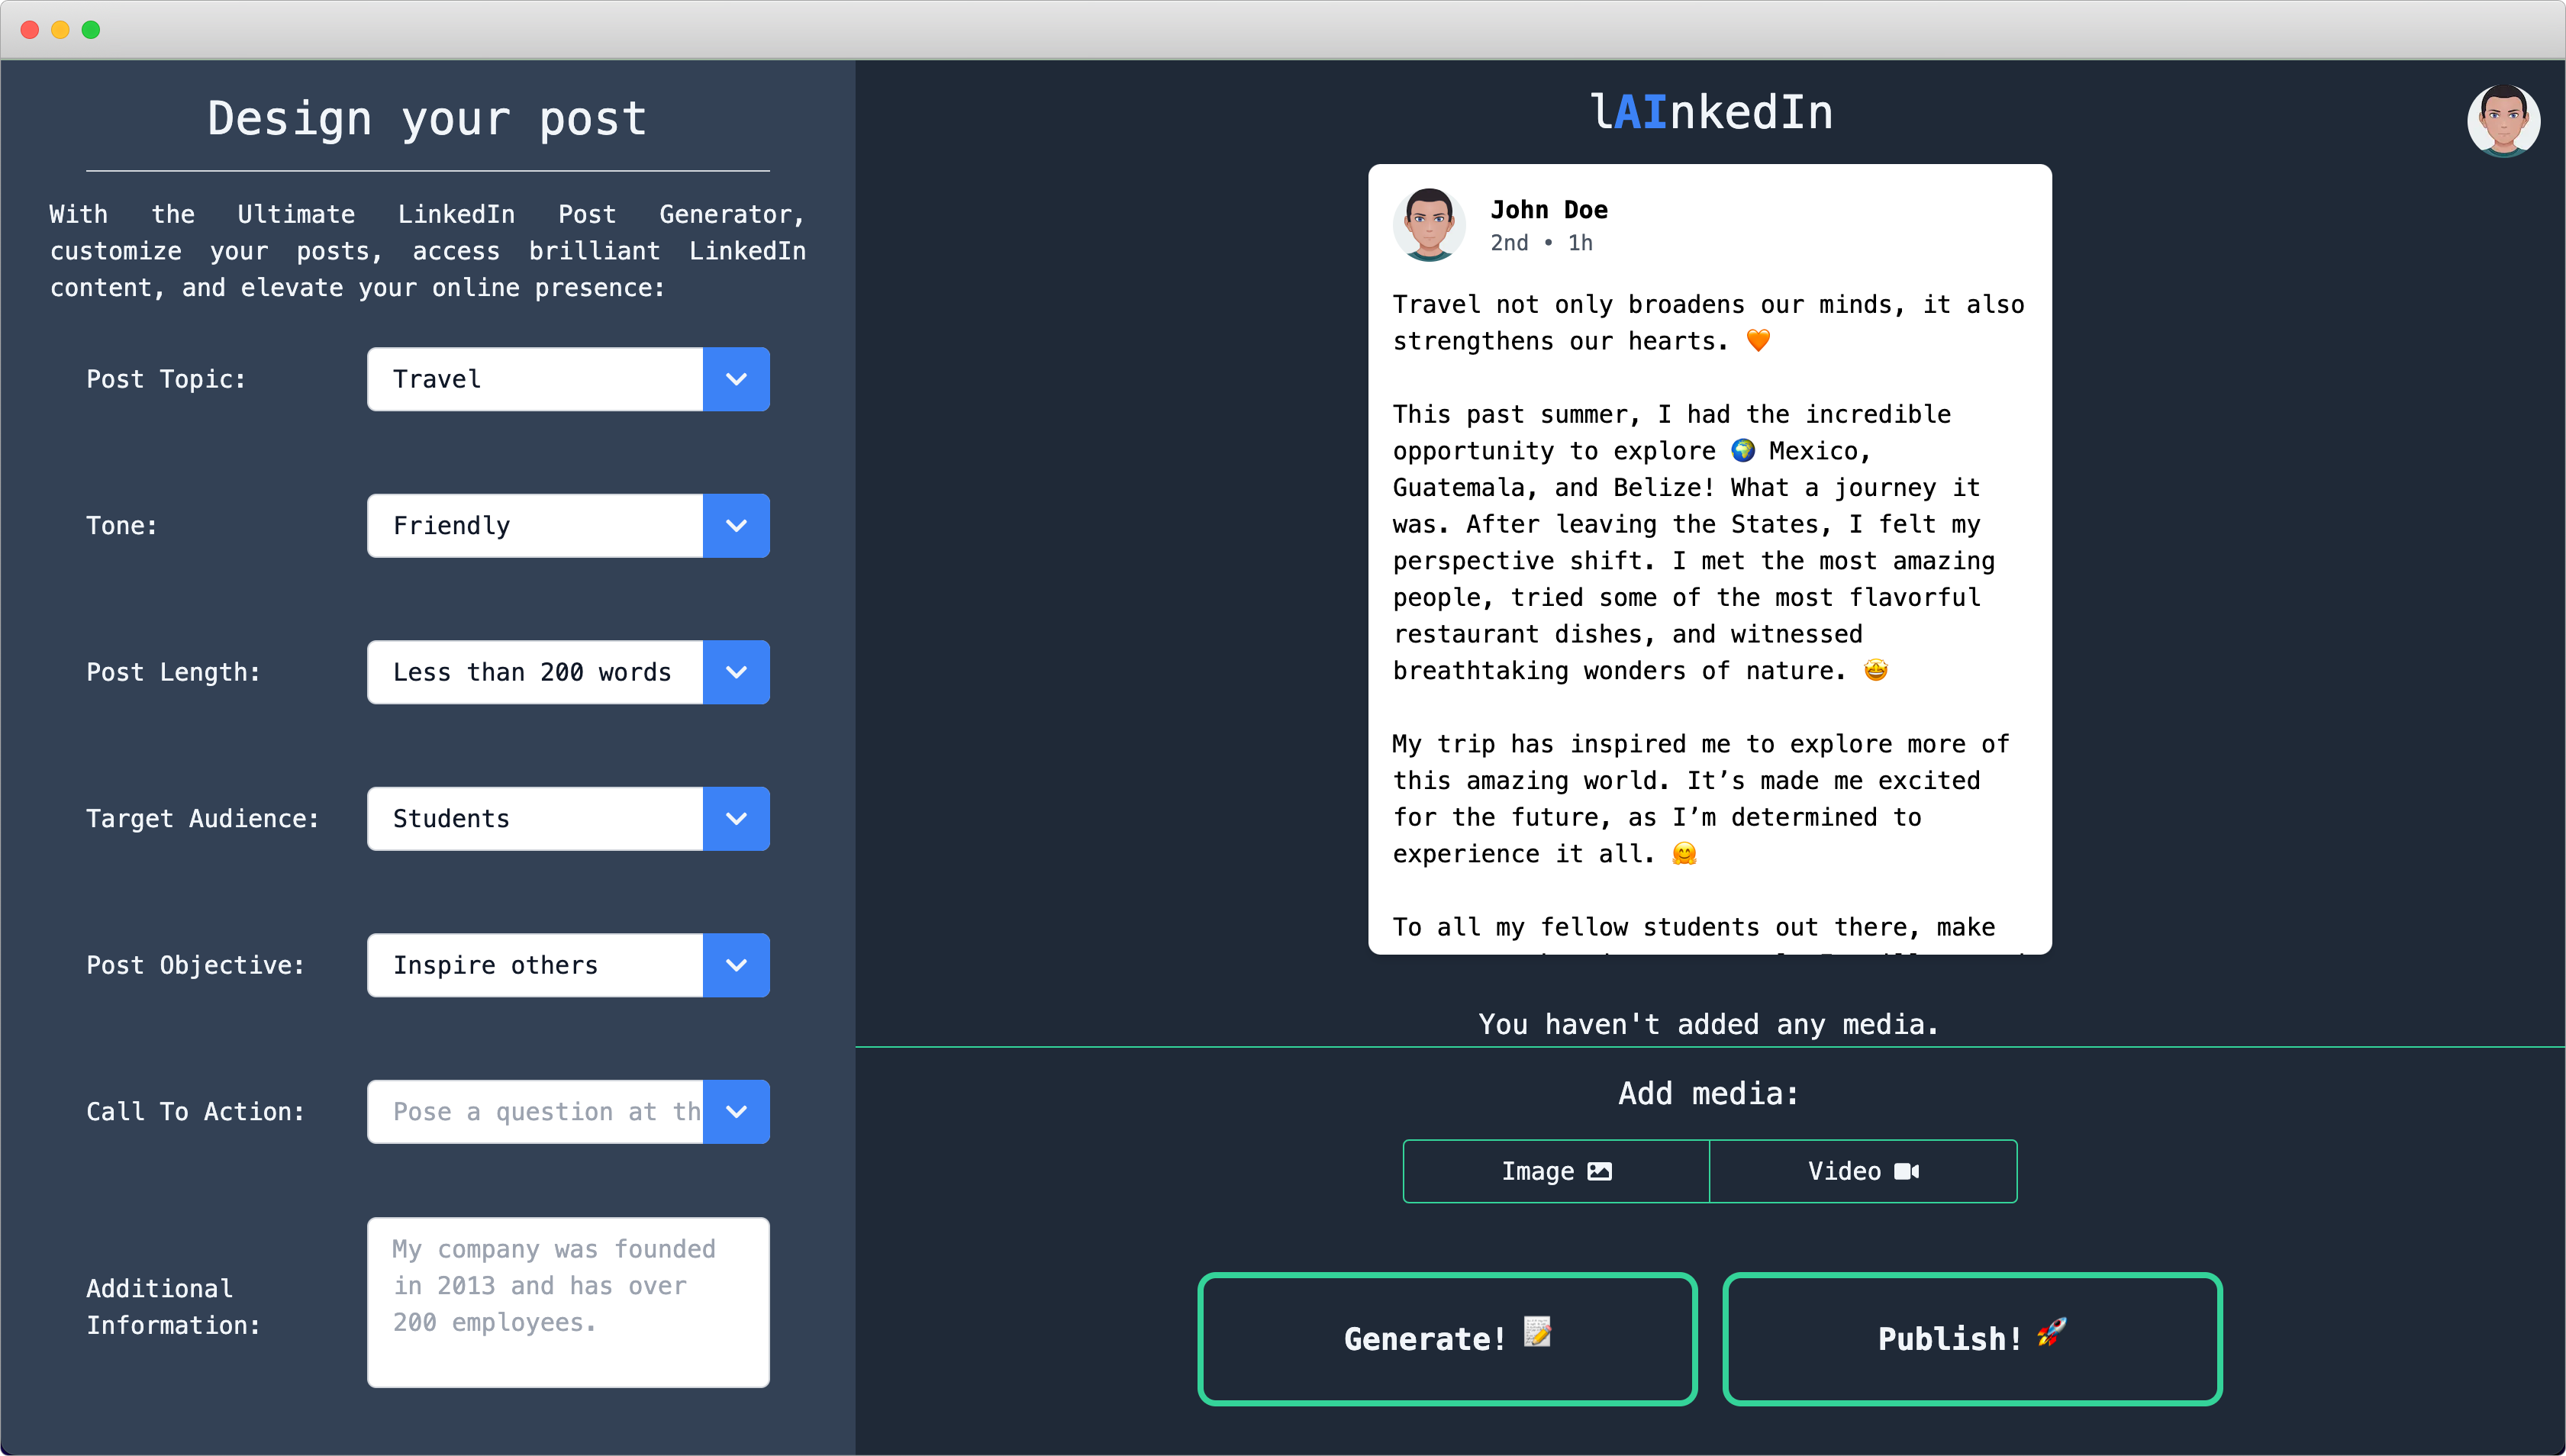 Design your post
With the Ultimate LinkedIn Post Generator,
customize your posts, access brilliant LinkedIn
content, and elevate your online presence:
Post Topic:
Travel
Tone:
Friendly
Post Length:
Less than 200 words
Target Audience:
Students
Post Objective:
Inspire others
Call To Action:
Pose a question at th
Additional
Information:
My company was founded
in 2013 and has over
200 employees.
lAInkedIn
John Doe
2nd • 1h
Travel not only broadens our minds, it also
strengthens our hearts. 🧡
This past summer, I had the incredible
opportunity to explore 🌍 Mexico,
Guatemala, and Belize! What a journey it
was. After leaving the States, I felt my
perspective shift. I met the most amazing
people, tried some of the most flavorful
restaurant dishes, and witnessed
breathtaking wonders of nature. 🤩
My trip has inspired me to explore more of
this amazing world. It’s made me excited
for the future, as I’m determined to
experience it all. 🤗
To all my fellow students out there, make
You haven't added any media.
Add media:
Image
Video
Generate! 📝
Publish! 🚀